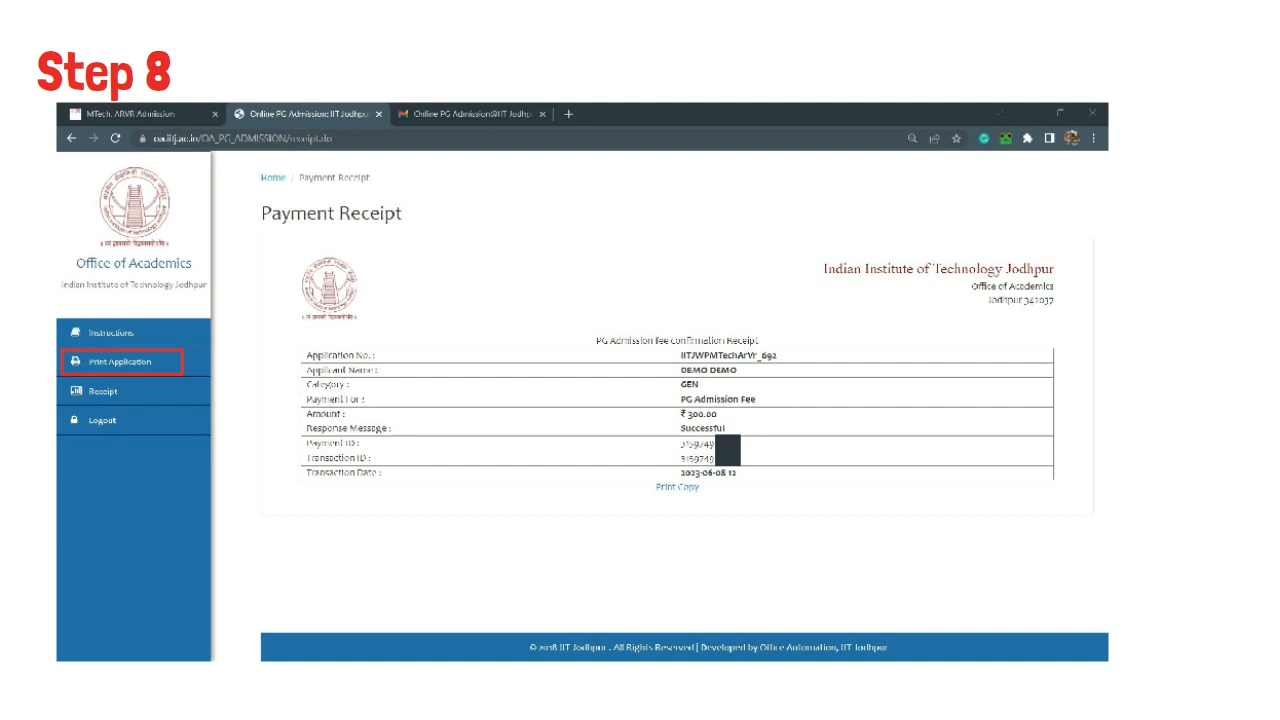 Step 8
MTech. ARVR Admission
Online PG Admission: IIT Jodhpur
Online PG Admission@IIT Jodhp
oa.iitj.ac.in/OA_PG_ADMISSION/receipt.do
Home / Payment Receipt
Payment Receipt
Office of Academics
Indian Institute of Technology Jodhpur
Instructions
Print Application
Receipt
Logout
Indian Institute of Technology Jodhpur
Office of Academics
Jodhpur 342037
PG Admission fee confirmation Receipt
Application No. : IITJWPMTechArVr_692
Applicant Name : DEMO DEMO
Category : GEN
Payment For : PG Admission Fee
Amount : ₹ 300.00
Response Message : Successful
Payment ID : 3159749
Transaction ID : 3159749
Transaction Date : 2023-06-08 12
Print Copy
© 2018 IIT Jodhpur . All Rights Reserved | Developed by Office Automation, IIT Jodhpur